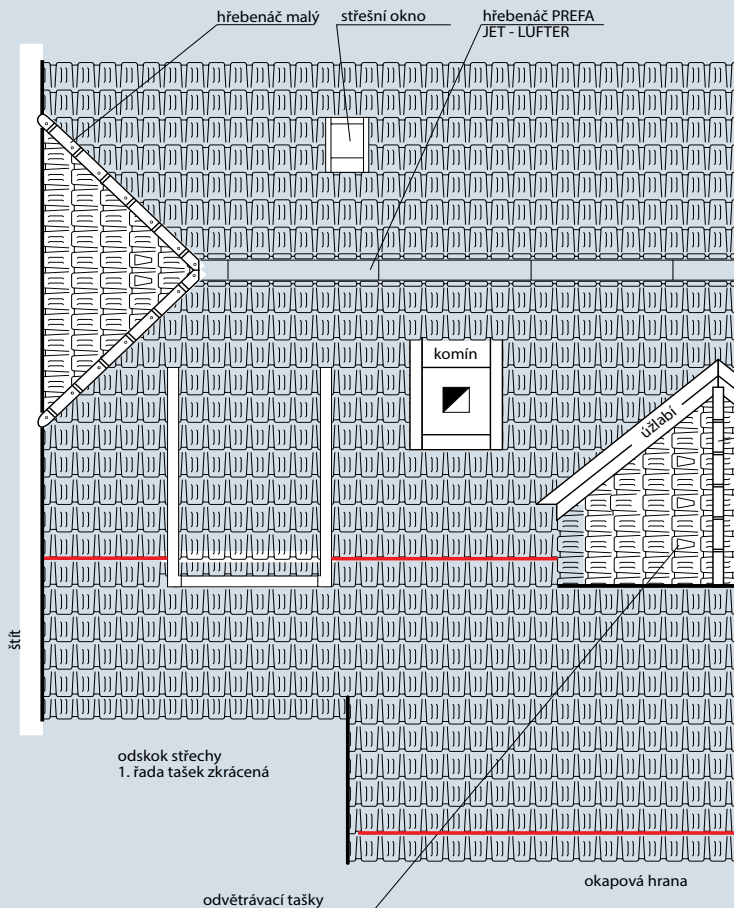 hřebenáč malý
střešní okno
hřebenáč PREFA
JET - LÜFTER
komín
úžlabí
štít
odskok střechy
1. řada tašek zkrácená
okapová hrana
odvětrávací tašky